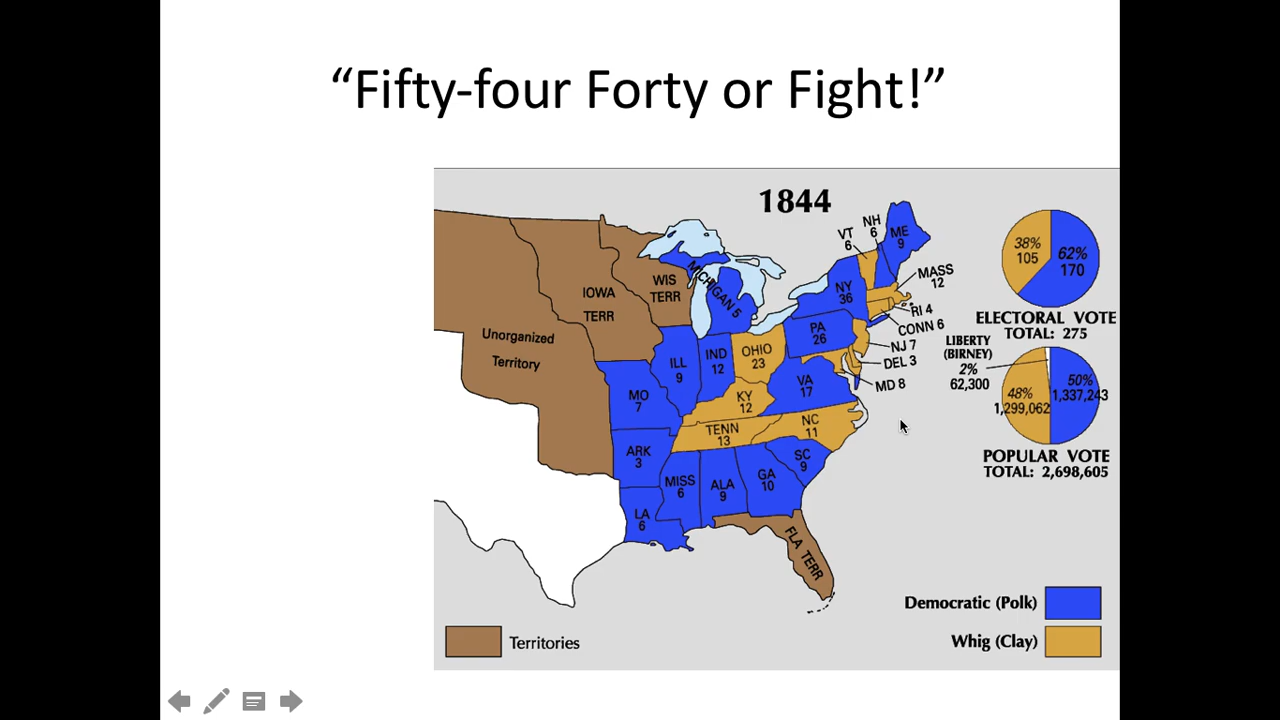 “Fifty-four Forty or Fight!”
1844
NH
6
VT
6
ME
9
MASS
12
RI 4
CONN 6
NJ 7
DEL 3
MD 8
NY
36
PA
26
MICHIGAN 5
WIS
TERR
IOWA
TERR
Unorganized
Territory
ILL
9
IND
12
OHIO
23
VA
17
MO
7
KY
12
NC
11
TENN
13
ARK
3
SC
9
MISS
6
ALA
9
GA
10
LA
6
FLA TERR
38%
105
62%
170
ELECTORAL VOTE
TOTAL: 275
LIBERTY
(BIRNEY)
2%
62,300
48%
1,299,062
50%
1,337,243
POPULAR VOTE
TOTAL: 2,698,605
Democratic (Polk)
Whig (Clay)
Territories